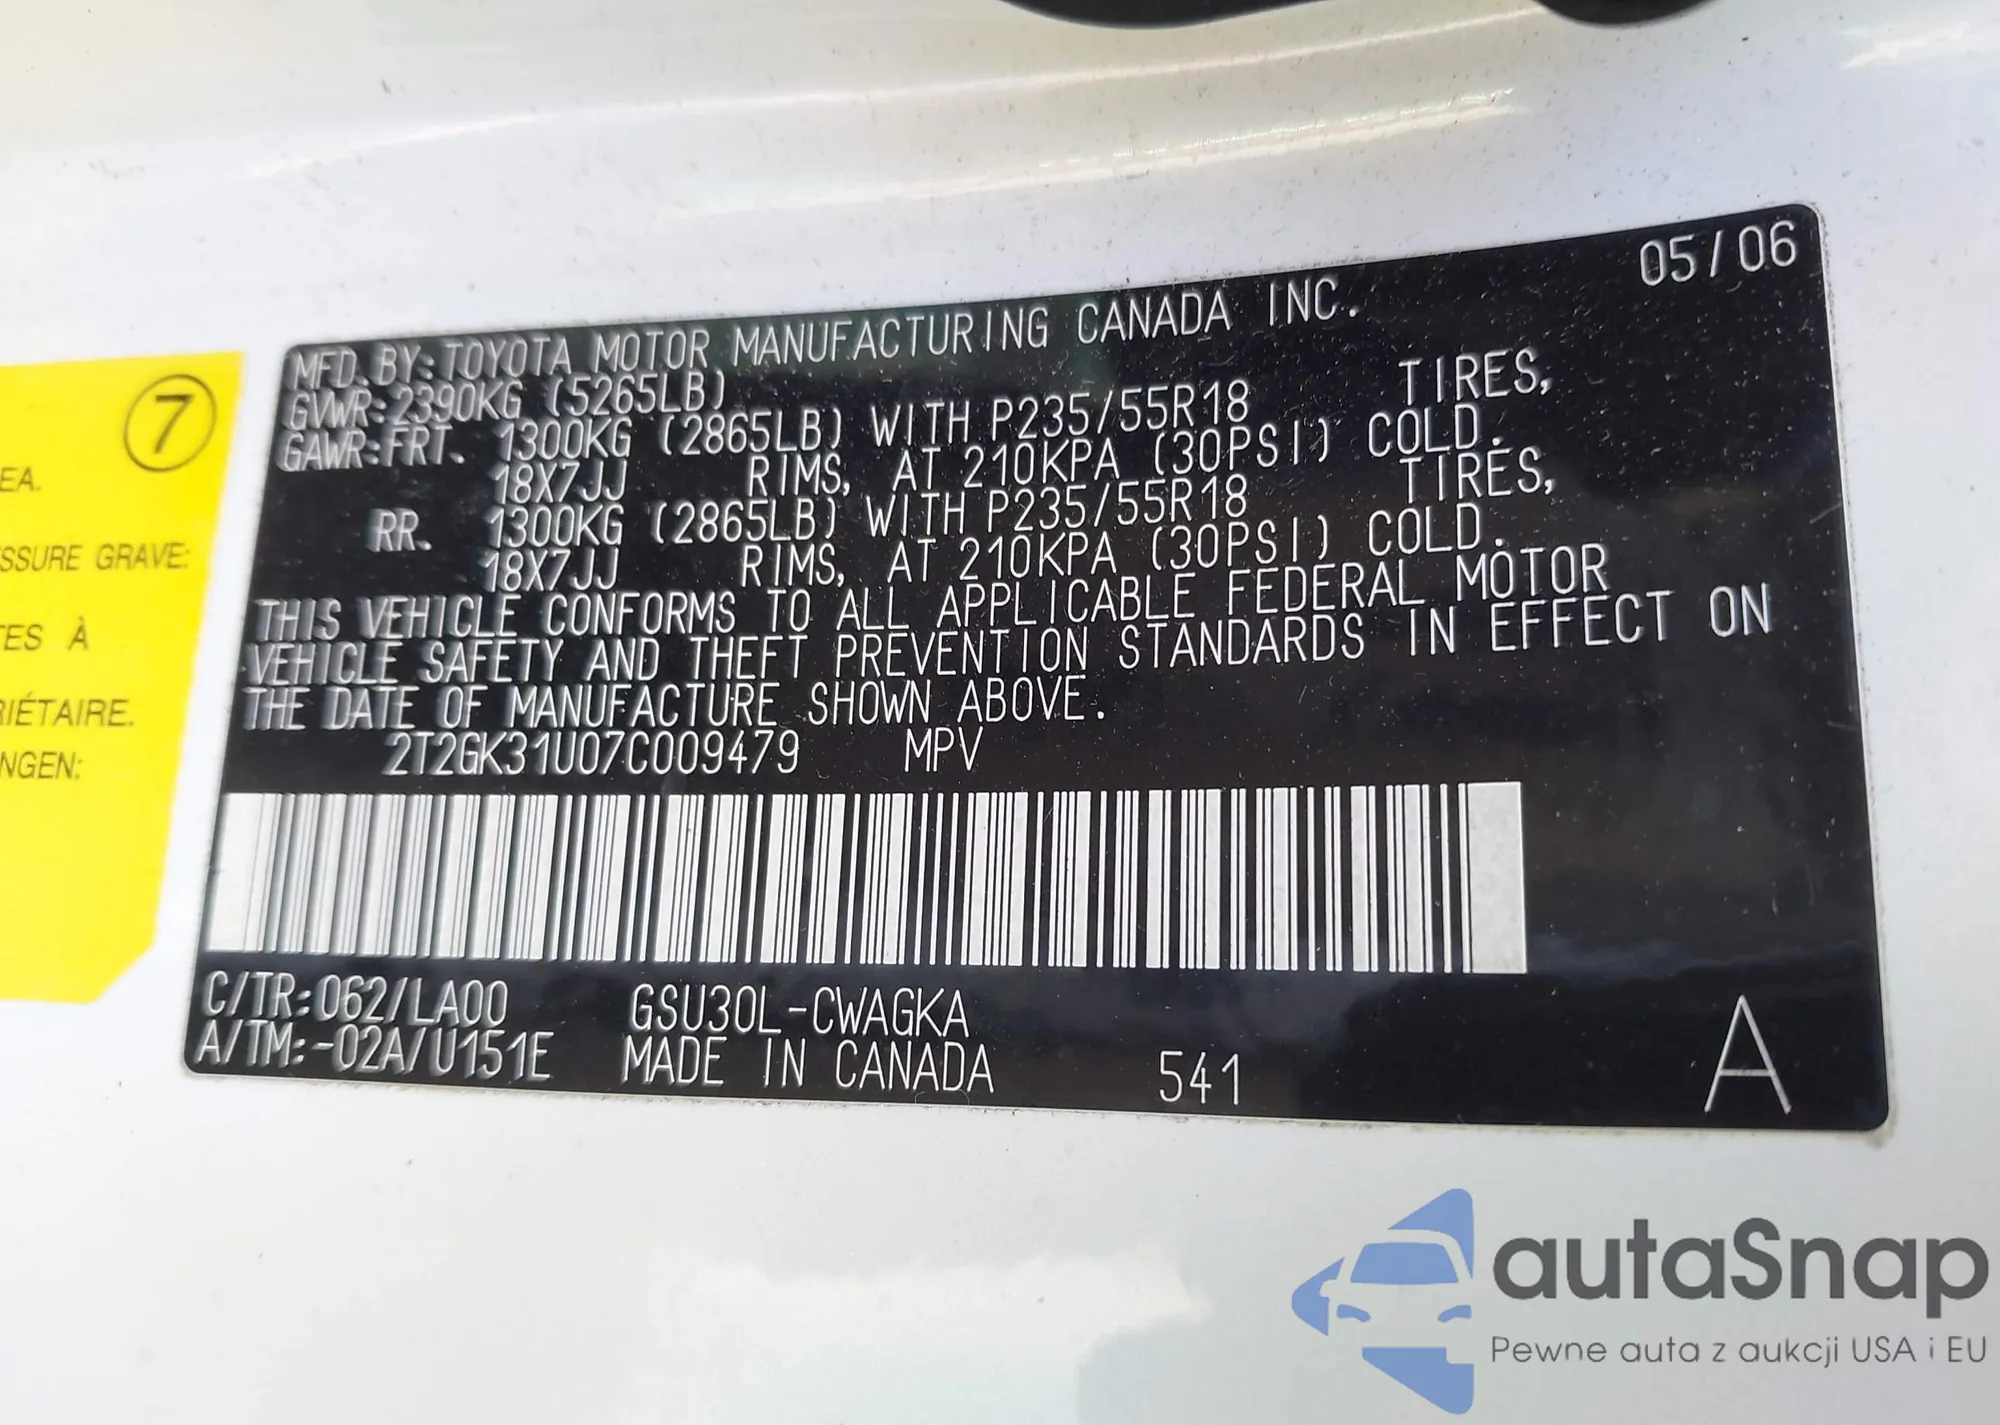 05/06
MFD. BY: TOYOTA MOTOR MANUFACTURING CANADA INC.
GVWR: 2390KG (5265LB)
GAWR: FRT. 1300KG (2865LB) WITH P235/55R18 TIRES,
18X7JJ RIMS, AT 210KPA (30PSI) COLD.
RR. 1300KG (2865LB) WITH P235/55R18 TIRES,
18X7JJ RIMS, AT 210KPA (30PSI) COLD.
THIS VEHICLE CONFORMS TO ALL APPLICABLE FEDERAL MOTOR
VEHICLE SAFETY AND THEFT PREVENTION STANDARDS IN EFFECT ON
THE DATE OF MANUFACTURE SHOWN ABOVE.
2T2GK31U07C009479 MPV
C/TR: 062/LA00 GSU30L-CWAGKA
A/TM: -02A/U151E MADE IN CANADA 541 A
7
EA.
SSURE GRAVE:
TES À
RIÉTAIRE.
NGEN:
autaSnap
Pewne auta z aukcji USA i EU